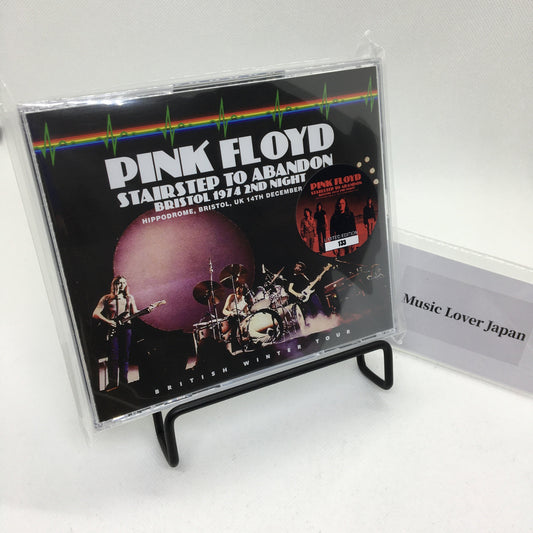 PINK FLOYD
STAIRSTEP TO ABANDON
BRISTOL 1974 2ND NIGHT
HIPPODROME, BRISTOL, UK 14TH DECEMBER
PINK FLOYD
STAIRSTEP TO ABANDON
EDITION
133
BRITISH WINTER TOUR
Music Lover Japan